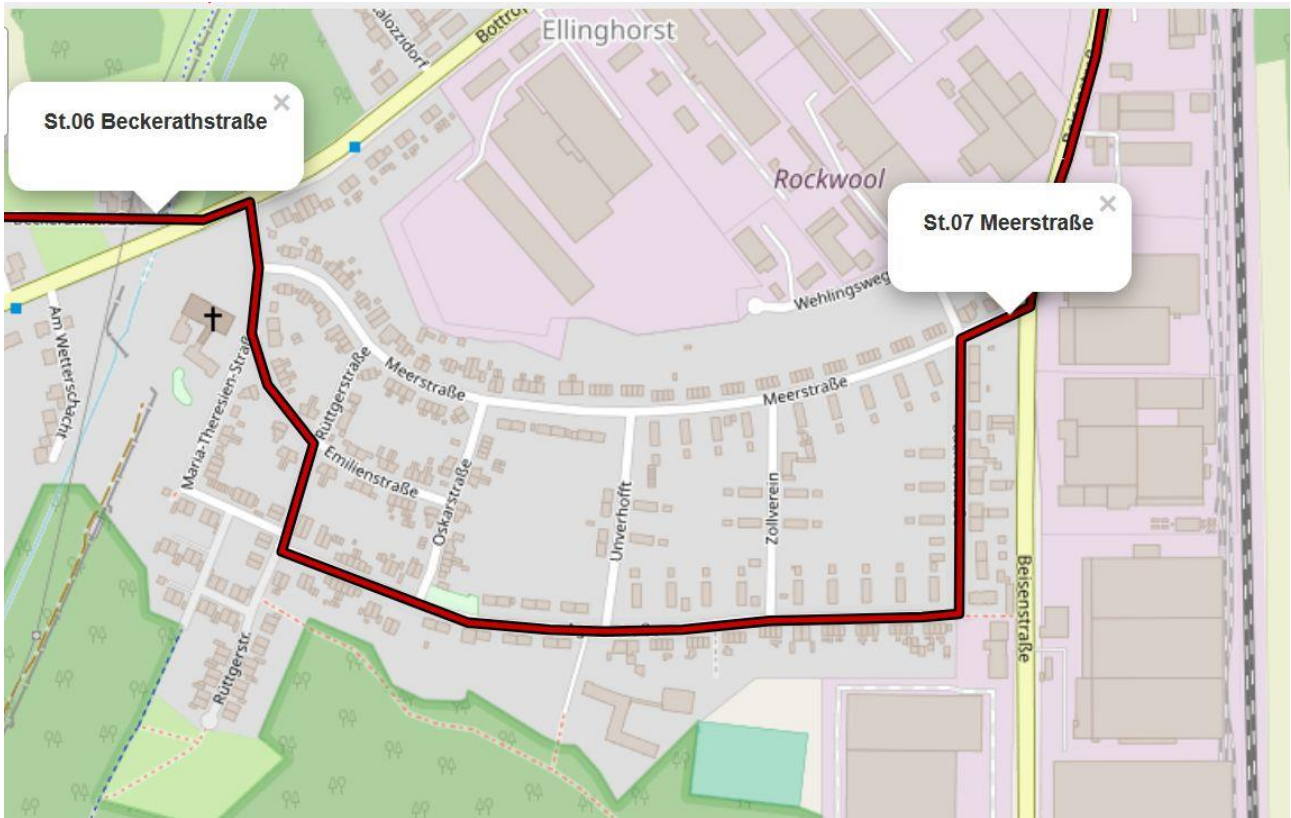 Ellinghorst
St.06 Beckerathstraße
×
Rockwool
St.07 Meerstraße
×
Wehlingsweg
Am Wetterschacht
Maria-Theresien-Straß
Rüttgerstraße
Meerstraße
Meerstraße
Emilienstraße
Oskarstraße
Unverhofft
Zollverein
Beisenstraße
Rüttgerstr.